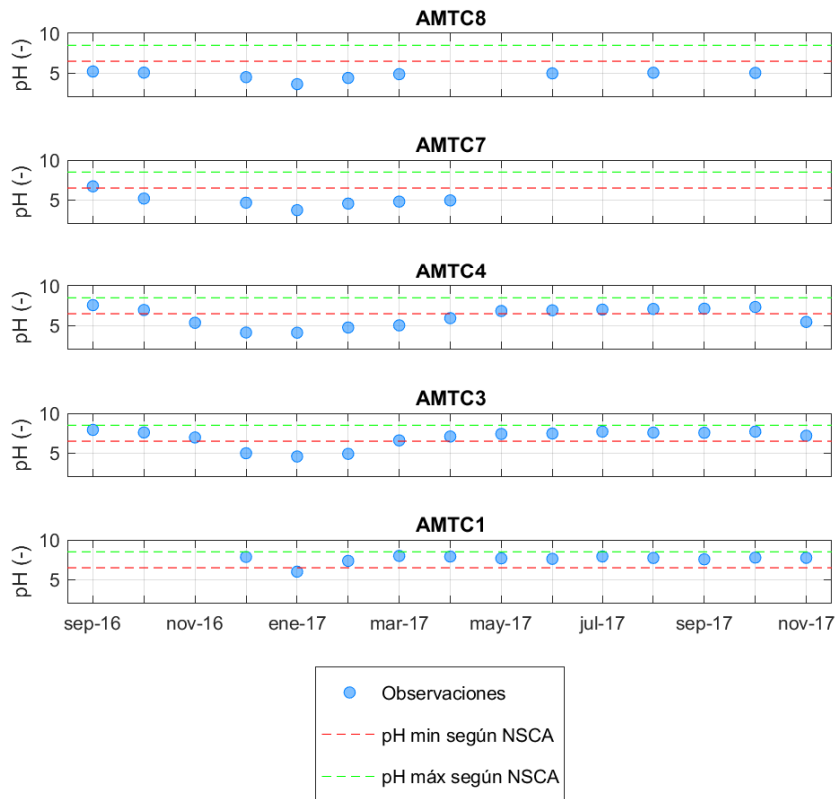 AMTC8
10
5
pH (-)
AMTC7
10
5
pH (-)
AMTC4
10
5
pH (-)
AMTC3
10
5
pH (-)
AMTC1
10
5
pH (-)
sep-16 nov-16 ene-17 mar-17 may-17 jul-17 sep-17 nov-17
Observaciones
pH min según NSCA
pH máx según NSCA